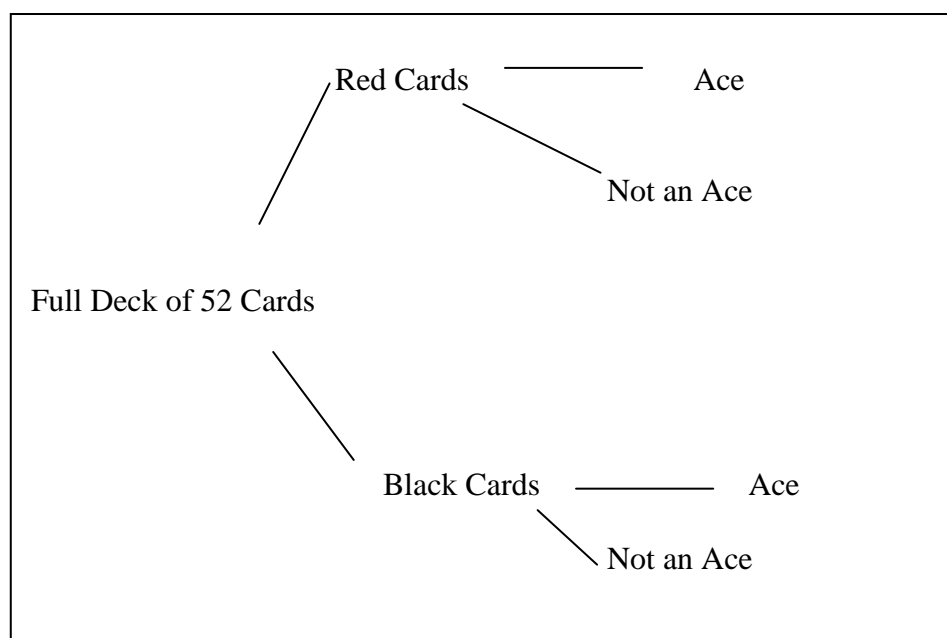 Red Cards Ace
Not an Ace
Full Deck of 52 Cards
Black Cards Ace
Not an Ace